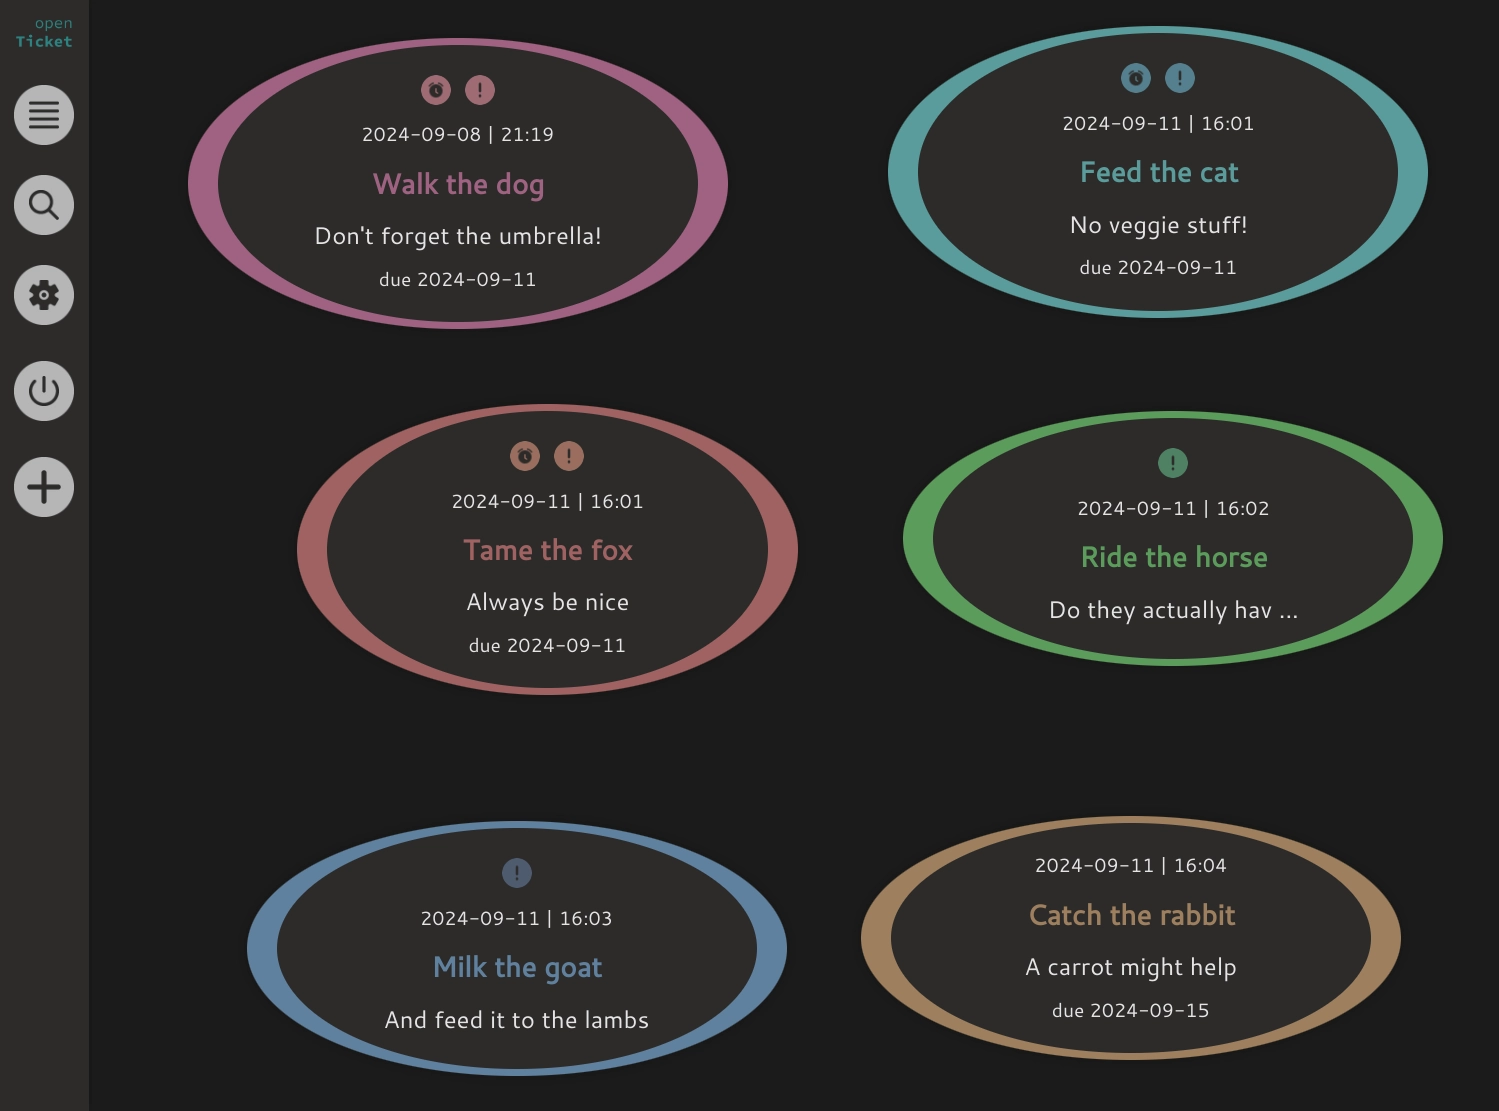 open
Ticket
2024-09-08 | 21:19
Walk the dog
Don't forget the umbrella!
due 2024-09-11
2024-09-11 | 16:01
Feed the cat
No veggie stuff!
due 2024-09-11
2024-09-11 | 16:01
Tame the fox
Always be nice
due 2024-09-11
2024-09-11 | 16:02
Ride the horse
Do they actually hav ...
2024-09-11 | 16:03
Milk the goat
And feed it to the lambs
2024-09-11 | 16:04
Catch the rabbit
A carrot might help
due 2024-09-15